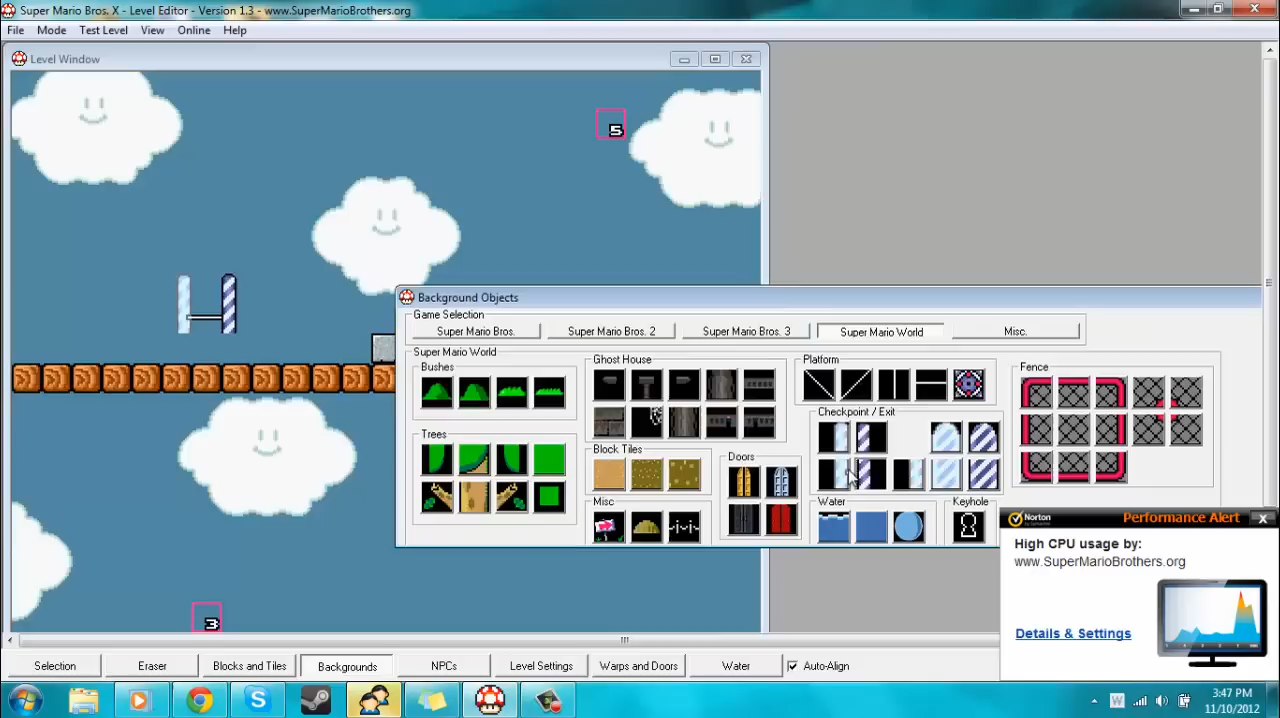 Super Mario Bros. X - Level Editor - Version 1.3 - www.SuperMarioBrothers.org
File Mode Test Level View Online Help
Level Window
5
Background Objects
Game Selection
Super Mario Bros. Super Mario Bros. 2 Super Mario Bros. 3 Super Mario World Misc.
Super Mario World
Bushes
Ghost House
Platform
Fence
Checkpoint / Exit
Trees
Block Tiles
Doors
Misc
Water
Keyhole
Norton
Performance Alert
High CPU usage by:
www.SuperMarioBrothers.org
Details & Settings
3
Selection Eraser Blocks and Tiles Backgrounds NPCs Level Settings Warps and Doors Water Auto-Align
3:47 PM
11/10/2012